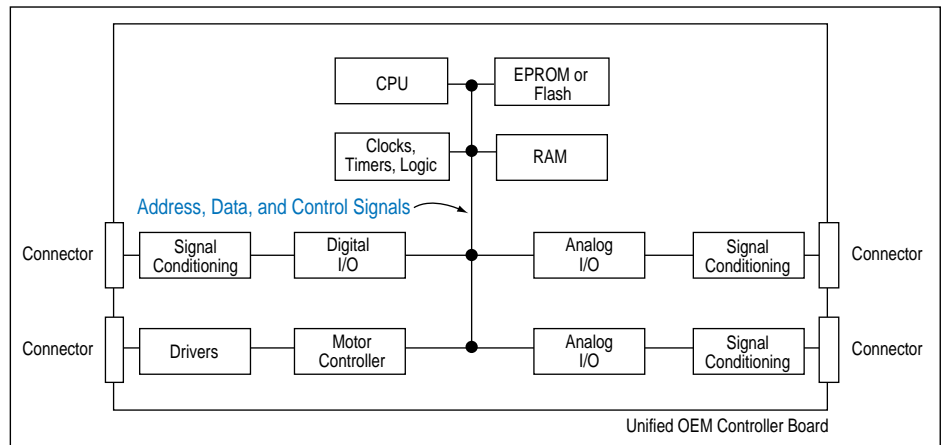 CPU
EPROM or
Flash
Clocks,
Timers, Logic
RAM
Address, Data, and Control Signals
Connector
Signal
Conditioning
Digital
I/O
Analog
I/O
Signal
Conditioning
Connector
Connector
Drivers
Motor
Controller
Analog
I/O
Signal
Conditioning
Connector
Unified OEM Controller Board